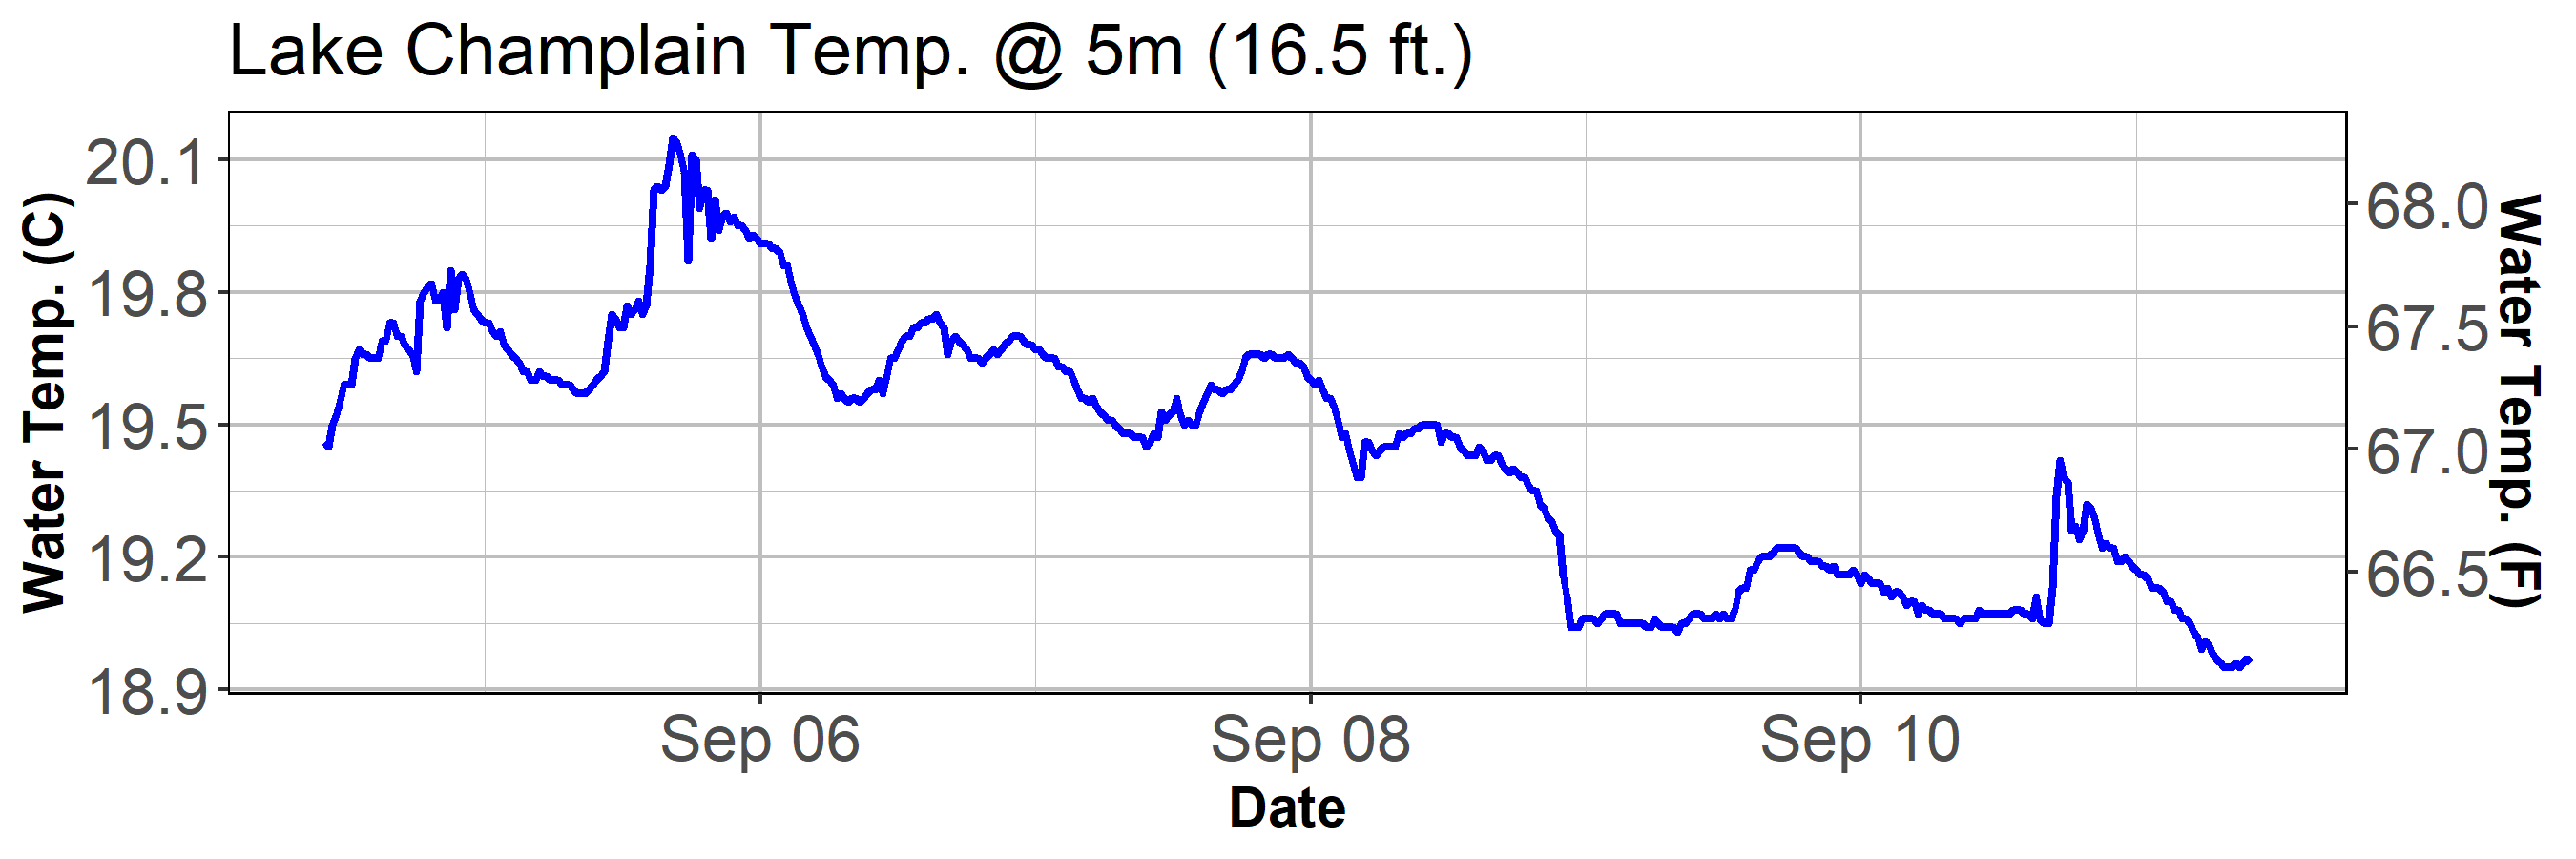 Lake Champlain Temp. @ 5m (16.5 ft.)
Water Temp. (C)
20.1
19.8
19.5
19.2
18.9
68.0
67.5
67.0
66.5
Water Temp. (F)
Sep 06
Sep 08
Sep 10
Date